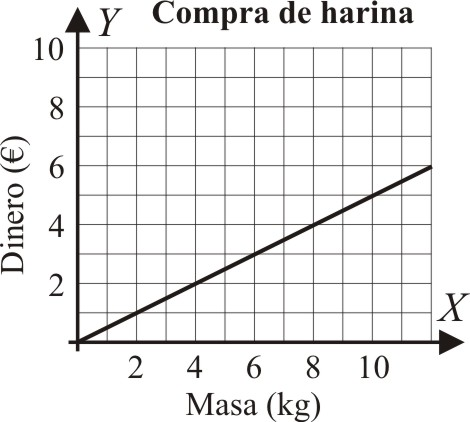 Compra de harina
Y
Dinero (€)
10
8
6
4
2
X
2 4 6 8 10
Masa (kg)